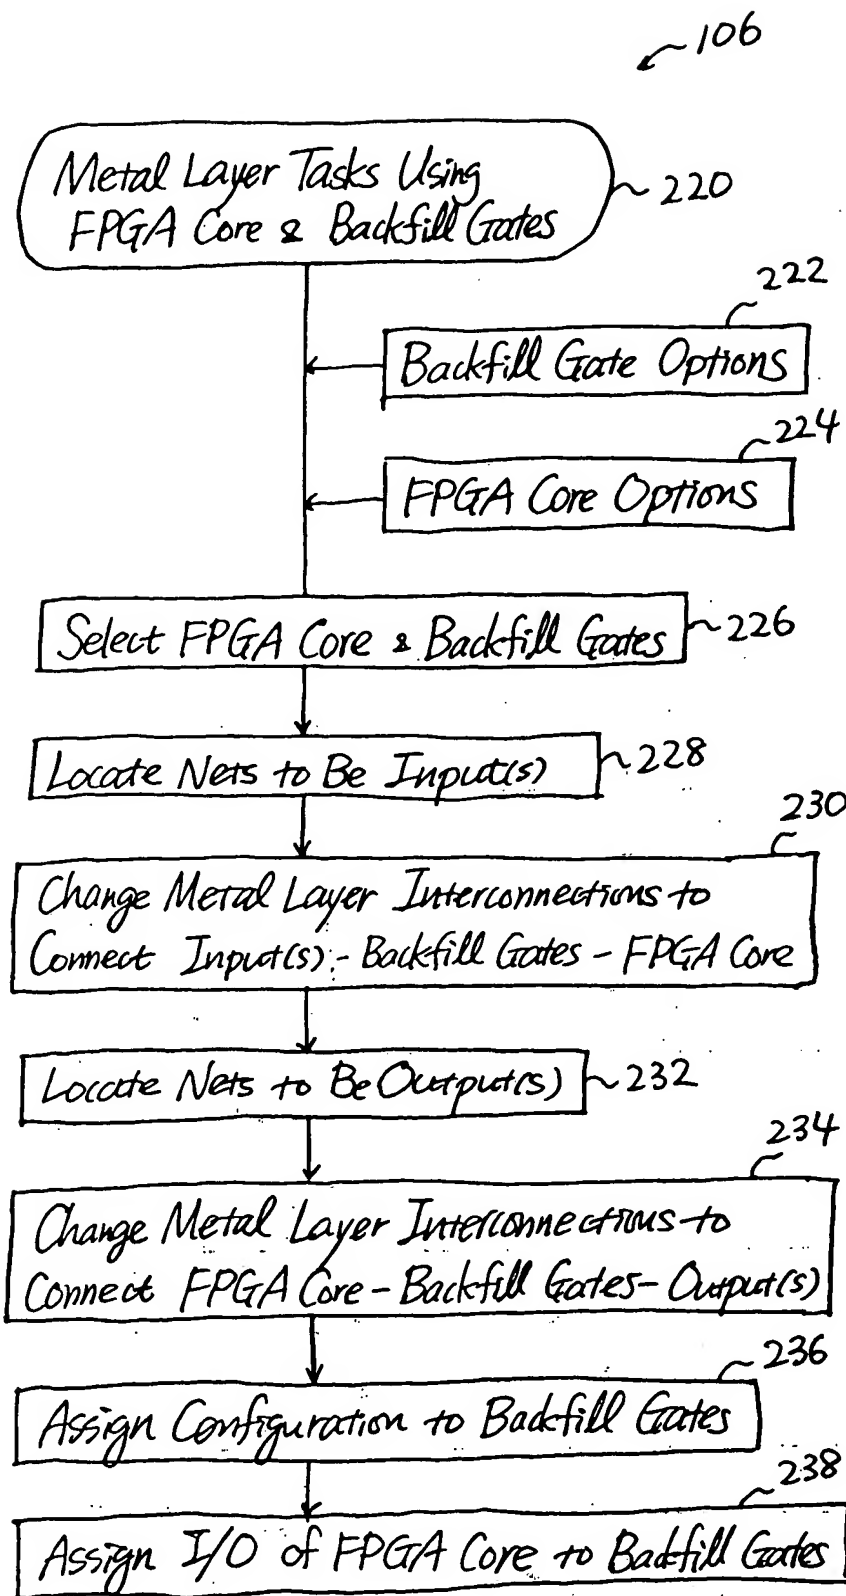 106
Metal Layer Tasks Using
FPGA Core & Backfill Gates
220
222
Backfill Gate Options
224
FPGA Core Options
Select FPGA Core & Backfill Gates
226
Locate Nets to Be Input(s)
228
230
Change Metal Layer Interconnections to
Connect Input(s) - Backfill Gates - FPGA Core
Locate Nets to Be Output(s)
232
234
Change Metal Layer Interconnections to
Connect FPGA Core - Backfill Gates - Output(s)
236
Assign Configuration to Backfill Gates
238
Assign I/O of FPGA Core to Backfill Gates